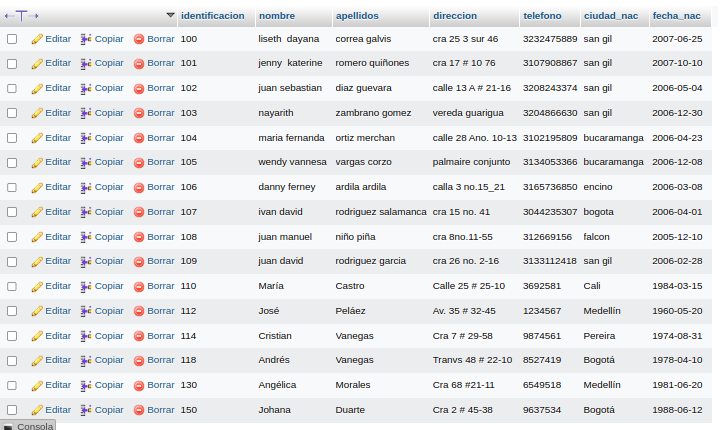 ←T→ identificacion nombre apellidos direccion telefono ciudad_nac fecha_nac
Editar Copiar Borrar 100 liseth dayana correa galvis cra 25 3 sur 46 3232475889 san gil 2007-06-25
Editar Copiar Borrar 101 jenny katerine romero quiñones cra 17 # 10 76 3107908867 san gil 2007-10-10
Editar Copiar Borrar 102 juan sebastian diaz guevara calle 13 A # 21-16 3208243374 san gil 2006-05-04
Editar Copiar Borrar 103 nayarith zambrano gomez vereda guarigua 3204866630 san gil 2006-12-30
Editar Copiar Borrar 104 maria fernanda ortiz merchan calle 28 Ano. 10-13 3102195809 bucaramanga 2006-04-23
Editar Copiar Borrar 105 wendy vannesa vargas corzo palmaire conjunto 3134053366 bucaramanga 2006-12-08
Editar Copiar Borrar 106 danny ferney ardila ardila calla 3 no.15_21 3165736850 encino 2006-03-08
Editar Copiar Borrar 107 ivan david rodriguez salamanca cra 15 no. 41 3044235307 bogota 2006-04-01
Editar Copiar Borrar 108 juan manuel niño piña cra 8no.11-55 312669156 falcon 2005-12-10
Editar Copiar Borrar 109 juan david rodriguez garcia cra 26 no. 2-16 3133112418 san gil 2006-02-28
Editar Copiar Borrar 110 María Castro Calle 25 # 25-10 3692581 Cali 1984-03-15
Editar Copiar Borrar 112 José Peláez Av. 35 # 32-45 1234567 Medellín 1960-05-20
Editar Copiar Borrar 114 Cristian Vanegas Cra 7 # 29-58 9874561 Pereira 1974-08-31
Editar Copiar Borrar 118 Andrés Vanegas Tranvs 48 # 22-10 8527419 Bogotá 1978-04-10
Editar Copiar Borrar 130 Angélica Morales Cra 68 #21-11 6549518 Medellín 1981-06-20
Editar Copiar Borrar 150 Johana Duarte Cra 2 # 45-38 9637534 Bogotá 1988-06-12
Consola